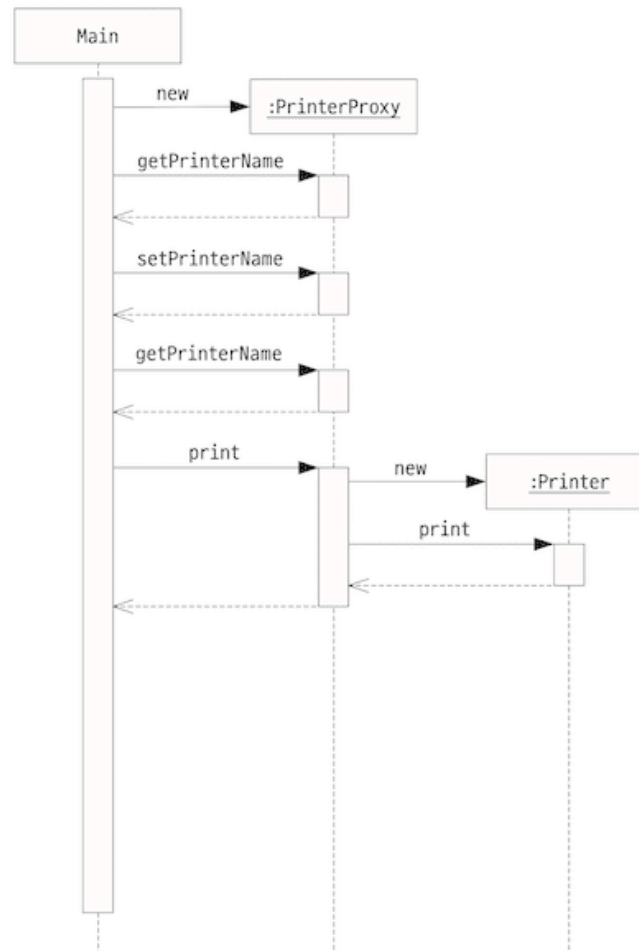 Main
new
:PrinterProxy
getPrinterName
setPrinterName
getPrinterName
print
new
:Printer
print